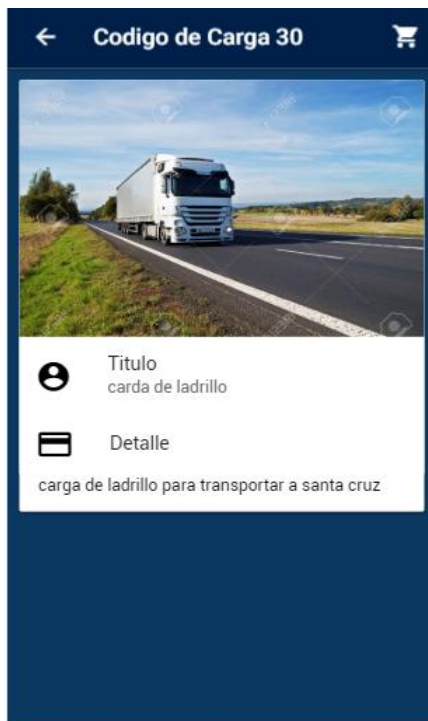 Codigo de Carga 30
Titulo
carda de ladrillo
Detalle
carga de ladrillo para transportar a santa cruz